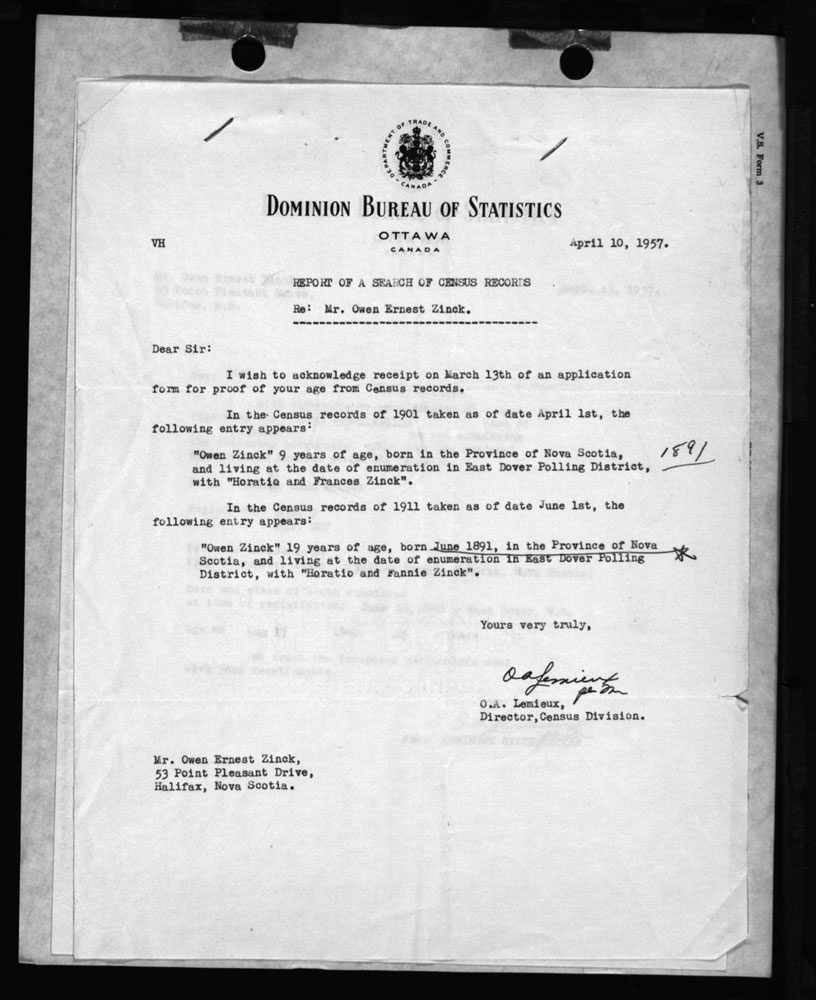 V.S. Form 3
DEPARTMENT OF TRADE AND COMMERCE
CANADA
DOMINION BUREAU OF STATISTICS
OTTAWA
CANADA
VH
April 10, 1957.
REPORT OF A SEARCH OF CENSUS RECORDS
Re: Mr. Owen Ernest Zinck.
Dear Sir:
I wish to acknowledge receipt on March 13th of an application
form for proof of your age from Census records.
In the Census records of 1901 taken as of date April 1st, the
following entry appears:
"Owen Zinck" 9 years of age, born in the Province of Nova Scotia,
and living at the date of enumeration in East Dover Polling District,
with "Horatio and Frances Zinck".
1891
In the Census records of 1911 taken as of date June 1st, the
following entry appears:
"Owen Zinck" 19 years of age, born June 1891, in the Province of Nova
Scotia, and living at the date of enumeration in East Dover Polling
District, with "Horatio and Fannie Zinck".
Yours very truly,
OA Lemieux
per
O.A. Lemieux,
Director,Census Division.
Mr. Owen Ernest Zinck,
53 Point Pleasant Drive,
Halifax, Nova Scotia.